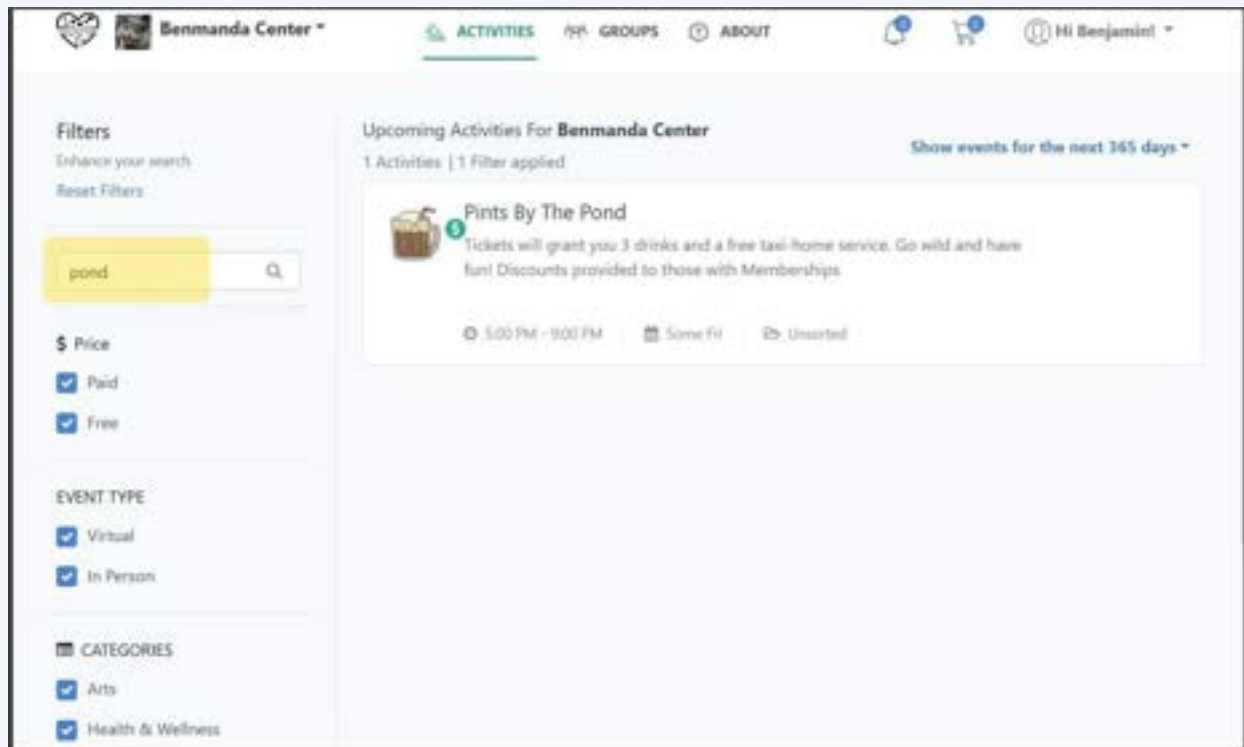 Benmanda Center
ACTIVITIES
GROUPS
ABOUT
0
0
Hi Benjamin!
Filters
Enhance your search
Reset Filters
pond
$ Price
Paid
Free
EVENT TYPE
Virtual
In Person
CATEGORIES
Arts
Health & Wellness
Upcoming Activities For Benmanda Center
1 Activities | 1 Filter applied
Show events for the next 365 days
Pints By The Pond
$
Tickets will grant you 3 drinks and a free taxi-home service. Go wild and have
fun! Discounts provided to those with Memberships
5:00 PM - 9:00 PM
Some Fri
Unsorted